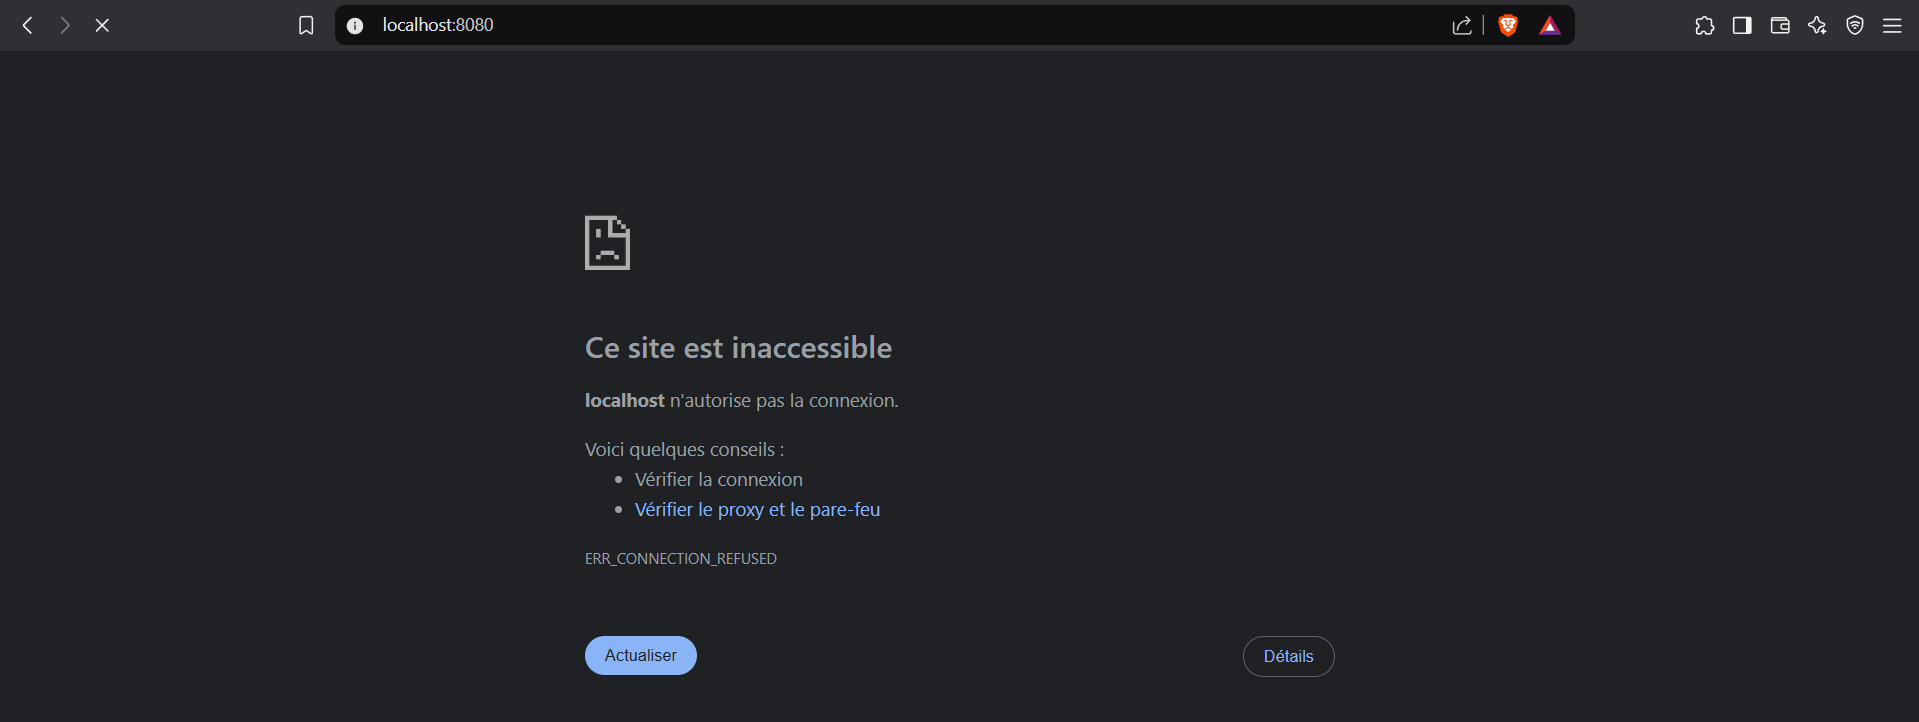 localhost:8080
Ce site est inaccessible
localhost n'autorise pas la connexion.
Voici quelques conseils :
Vérifier la connexion
Vérifier le proxy et le pare-feu
ERR_CONNECTION_REFUSED
Actualiser
Détails